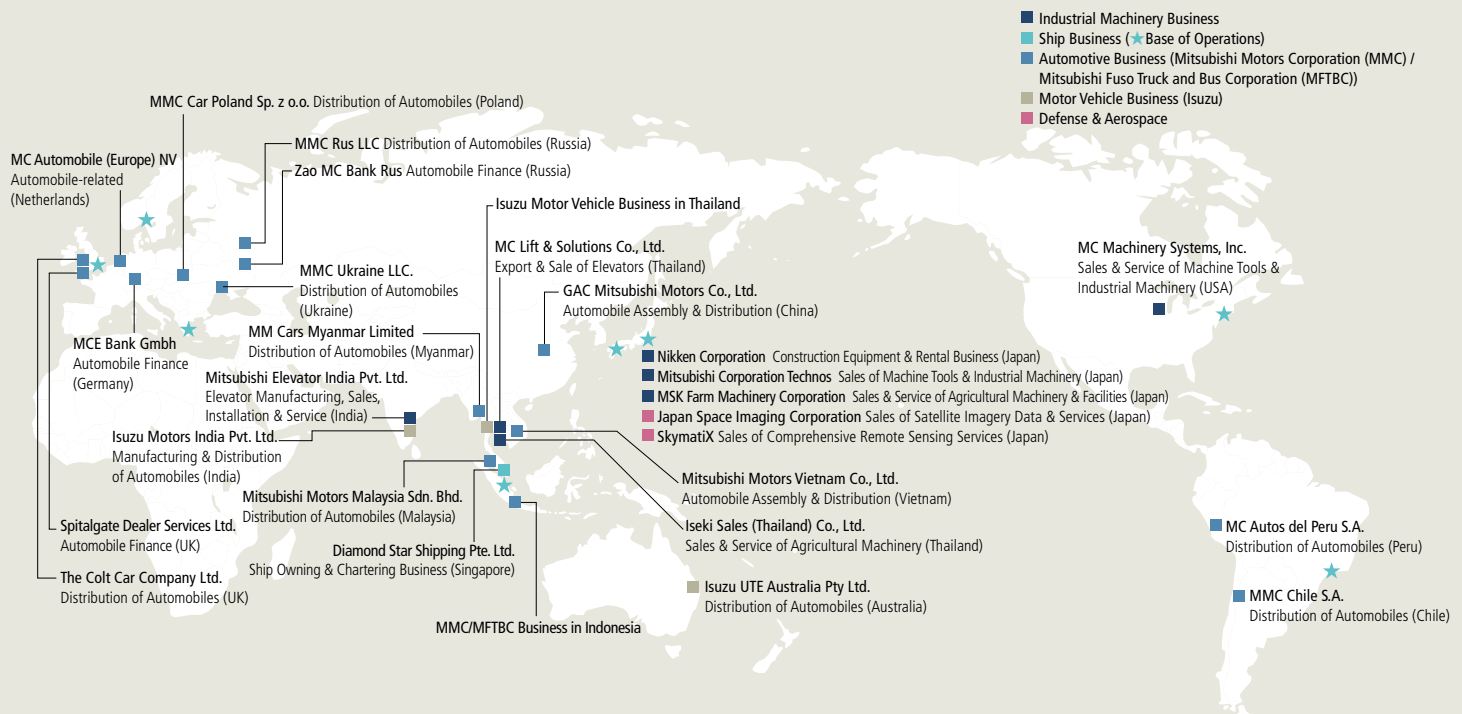 Industrial Machinery Business
Ship Business (★Base of Operations)
Automotive Business (Mitsubishi Motors Corporation (MMC) /
Mitsubishi Fuso Truck and Bus Corporation (MFTBC))
Motor Vehicle Business (Isuzu)
Defense & Aerospace
MMC Car Poland Sp. z o.o. Distribution of Automobiles (Poland)
MMC Rus LLC Distribution of Automobiles (Russia)
Zao MC Bank Rus Automobile Finance (Russia)
MC Automobile (Europe) NV
Automobile-related
(Netherlands)
Isuzu Motor Vehicle Business in Thailand
MC Lift & Solutions Co., Ltd.
Export & Sale of Elevators (Thailand)
GAC Mitsubishi Motors Co., Ltd.
Automobile Assembly & Distribution (China)
MC Machinery Systems, Inc.
Sales & Service of Machine Tools &
Industrial Machinery (USA)
MMC Ukraine LLC.
Distribution of Automobiles
(Ukraine)
MM Cars Myanmar Limited
Distribution of Automobiles (Myanmar)
MCE Bank Gmbh
Automobile Finance
(Germany)
Mitsubishi Elevator India Pvt. Ltd.
Elevator Manufacturing, Sales,
Installation & Service (India)
Isuzu Motors India Pvt. Ltd.
Manufacturing & Distribution
of Automobiles (India)
Nikken Corporation Construction Equipment & Rental Business (Japan)
Mitsubishi Corporation Technos Sales of Machine Tools & Industrial Machinery (Japan)
MSK Farm Machinery Corporation Sales & Service of Agricultural Machinery & Facilities (Japan)
Japan Space Imaging Corporation Sales of Satellite Imagery Data & Services (Japan)
SkymatiX Sales of Comprehensive Remote Sensing Services (Japan)
Mitsubishi Motors Malaysia Sdn. Bhd.
Distribution of Automobiles (Malaysia)
Mitsubishi Motors Vietnam Co., Ltd.
Automobile Assembly & Distribution (Vietnam)
Spitalgate Dealer Services Ltd.
Automobile Finance (UK)
Iseki Sales (Thailand) Co., Ltd.
Sales & Service of Agricultural Machinery (Thailand)
Diamond Star Shipping Pte. Ltd.
Ship Owning & Chartering Business (Singapore)
The Colt Car Company Ltd.
Distribution of Automobiles (UK)
Isuzu UTE Australia Pty Ltd.
Distribution of Automobiles (Australia)
MMC/MFTBC Business in Indonesia
MC Autos del Peru S.A.
Distribution of Automobiles (Peru)
MMC Chile S.A.
Distribution of Automobiles (Chile)